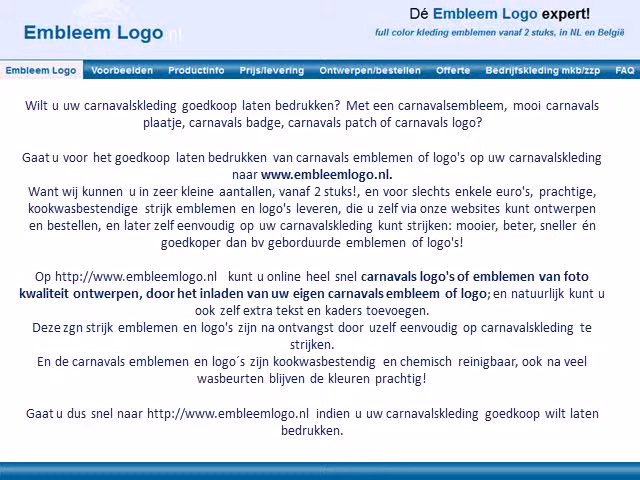 Embleem Logo.nl
Dé Embleem Logo expert!
full color kleding emblemen vanaf 2 stuks, in NL en België
Embleem Logo Voorbeelden Productinfo Prijs/levering Ontwerpen/bestellen Offerte Bedrijfskleding mkb/zzp FAQ
Wilt u uw carnavalskleding goedkoop laten bedrukken? Met een carnavalsembleem, mooi carnavals
plaatje, carnavals badge, carnavals patch of carnavals logo?
Gaat u voor het goedkoop laten bedrukken van carnavals emblemen of logo's op uw carnavalskleding
naar www.embleemlogo.nl.
Want wij kunnen u in zeer kleine aantallen, vanaf 2 stuks!, en voor slechts enkele euro's, prachtige,
kookwasbestendige strijk emblemen en logo's leveren, die u zelf via onze websites kunt ontwerpen
en bestellen, en later zelf eenvoudig op uw carnavalskleding kunt strijken: mooier, beter, sneller én
goedkoper dan bv geborduurde emblemen of logo's!
Op http://www.embleemlogo.nl kunt u online heel snel carnavals logo's of emblemen van foto
kwaliteit ontwerpen, door het inladen van uw eigen carnavals embleem of logo; en natuurlijk kunt u
ook zelf extra tekst en kaders toevoegen.
Deze zgn strijk emblemen en logo's zijn na ontvangst door uzelf eenvoudig op carnavalskleding te
strijken.
En de carnavals emblemen en logo´s zijn kookwasbestendig en chemisch reinigbaar, ook na veel
wasbeurten blijven de kleuren prachtig!
Gaat u dus snel naar http://www.embleemlogo.nl indien u uw carnavalskleding goedkoop wilt laten
bedrukken.